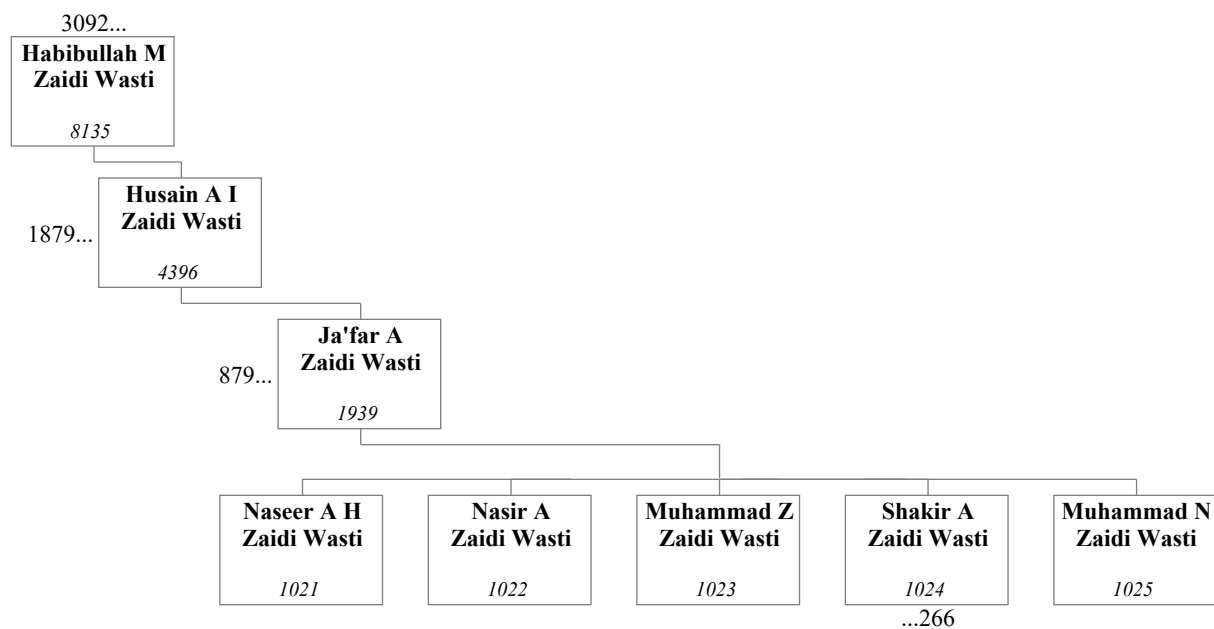 3092...
Habibullah M
Zaidi Wasti
8135
Husain A I
Zaidi Wasti
1879...
4396
Ja'far A
Zaidi Wasti
879...
1939
Naseer A H
Zaidi Wasti
1021
Nasir A
Zaidi Wasti
1022
Muhammad Z
Zaidi Wasti
1023
Shakir A
Zaidi Wasti
1024
...266
Muhammad N
Zaidi Wasti
1025